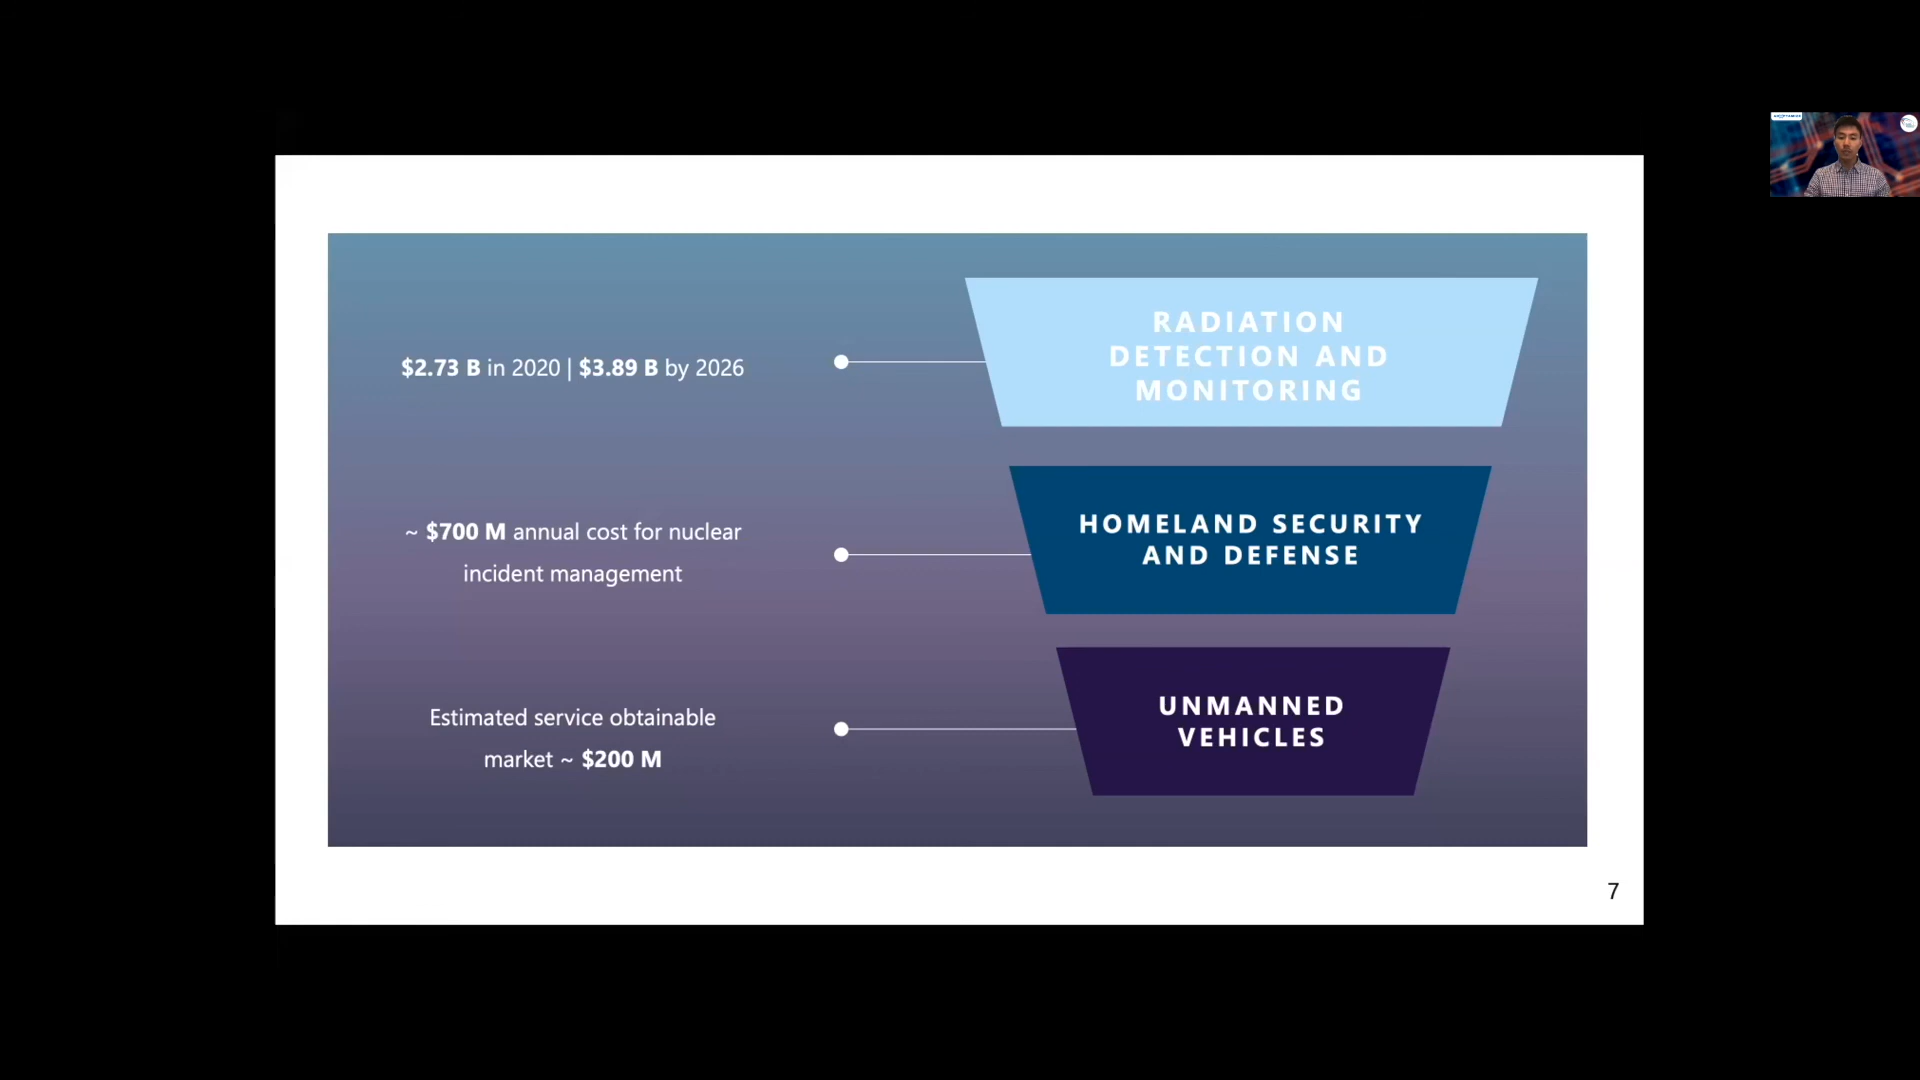 $2.73 B in 2020 | $3.89 B by 2026
RADIATION
DETECTION AND
MONITORING
~ $700 M annual cost for nuclear
incident management
HOMELAND SECURITY
AND DEFENSE
Estimated service obtainable
market ~ $200 M
UNMANNED
VEHICLES
7